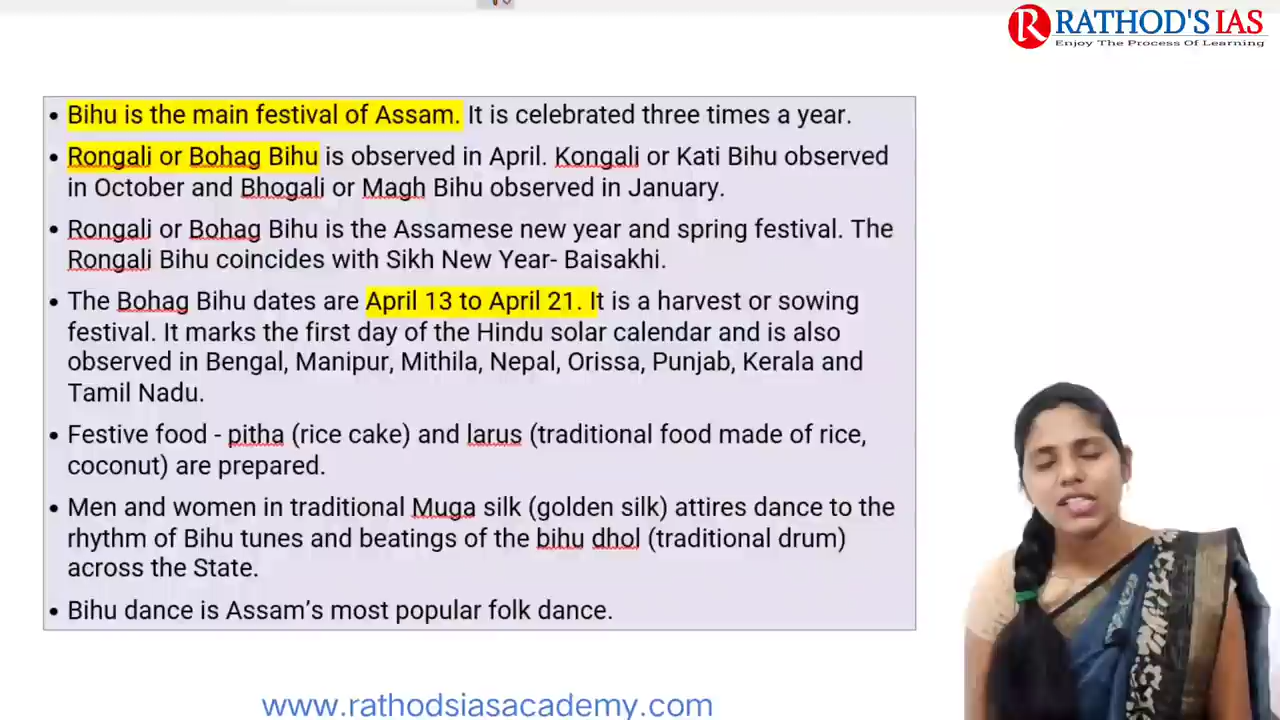 RATHOD'S IAS
Enjoy The Process Of Learning
• Bihu is the main festival of Assam. It is celebrated three times a year.
• Rongali or Bohag Bihu is observed in April. Kongali or Kati Bihu observed
in October and Bhogali or Magh Bihu observed in January.
• Rongali or Bohag Bihu is the Assamese new year and spring festival. The
Rongali Bihu coincides with Sikh New Year- Baisakhi.
• The Bohag Bihu dates are April 13 to April 21. It is a harvest or sowing
festival. It marks the first day of the Hindu solar calendar and is also
observed in Bengal, Manipur, Mithila, Nepal, Orissa, Punjab, Kerala and
Tamil Nadu.
• Festive food - pitha (rice cake) and larus (traditional food made of rice,
coconut) are prepared.
• Men and women in traditional Muga silk (golden silk) attires dance to the
rhythm of Bihu tunes and beatings of the bihu dhol (traditional drum)
across the State.
• Bihu dance is Assam’s most popular folk dance.
www.rathodsiasacademy.com